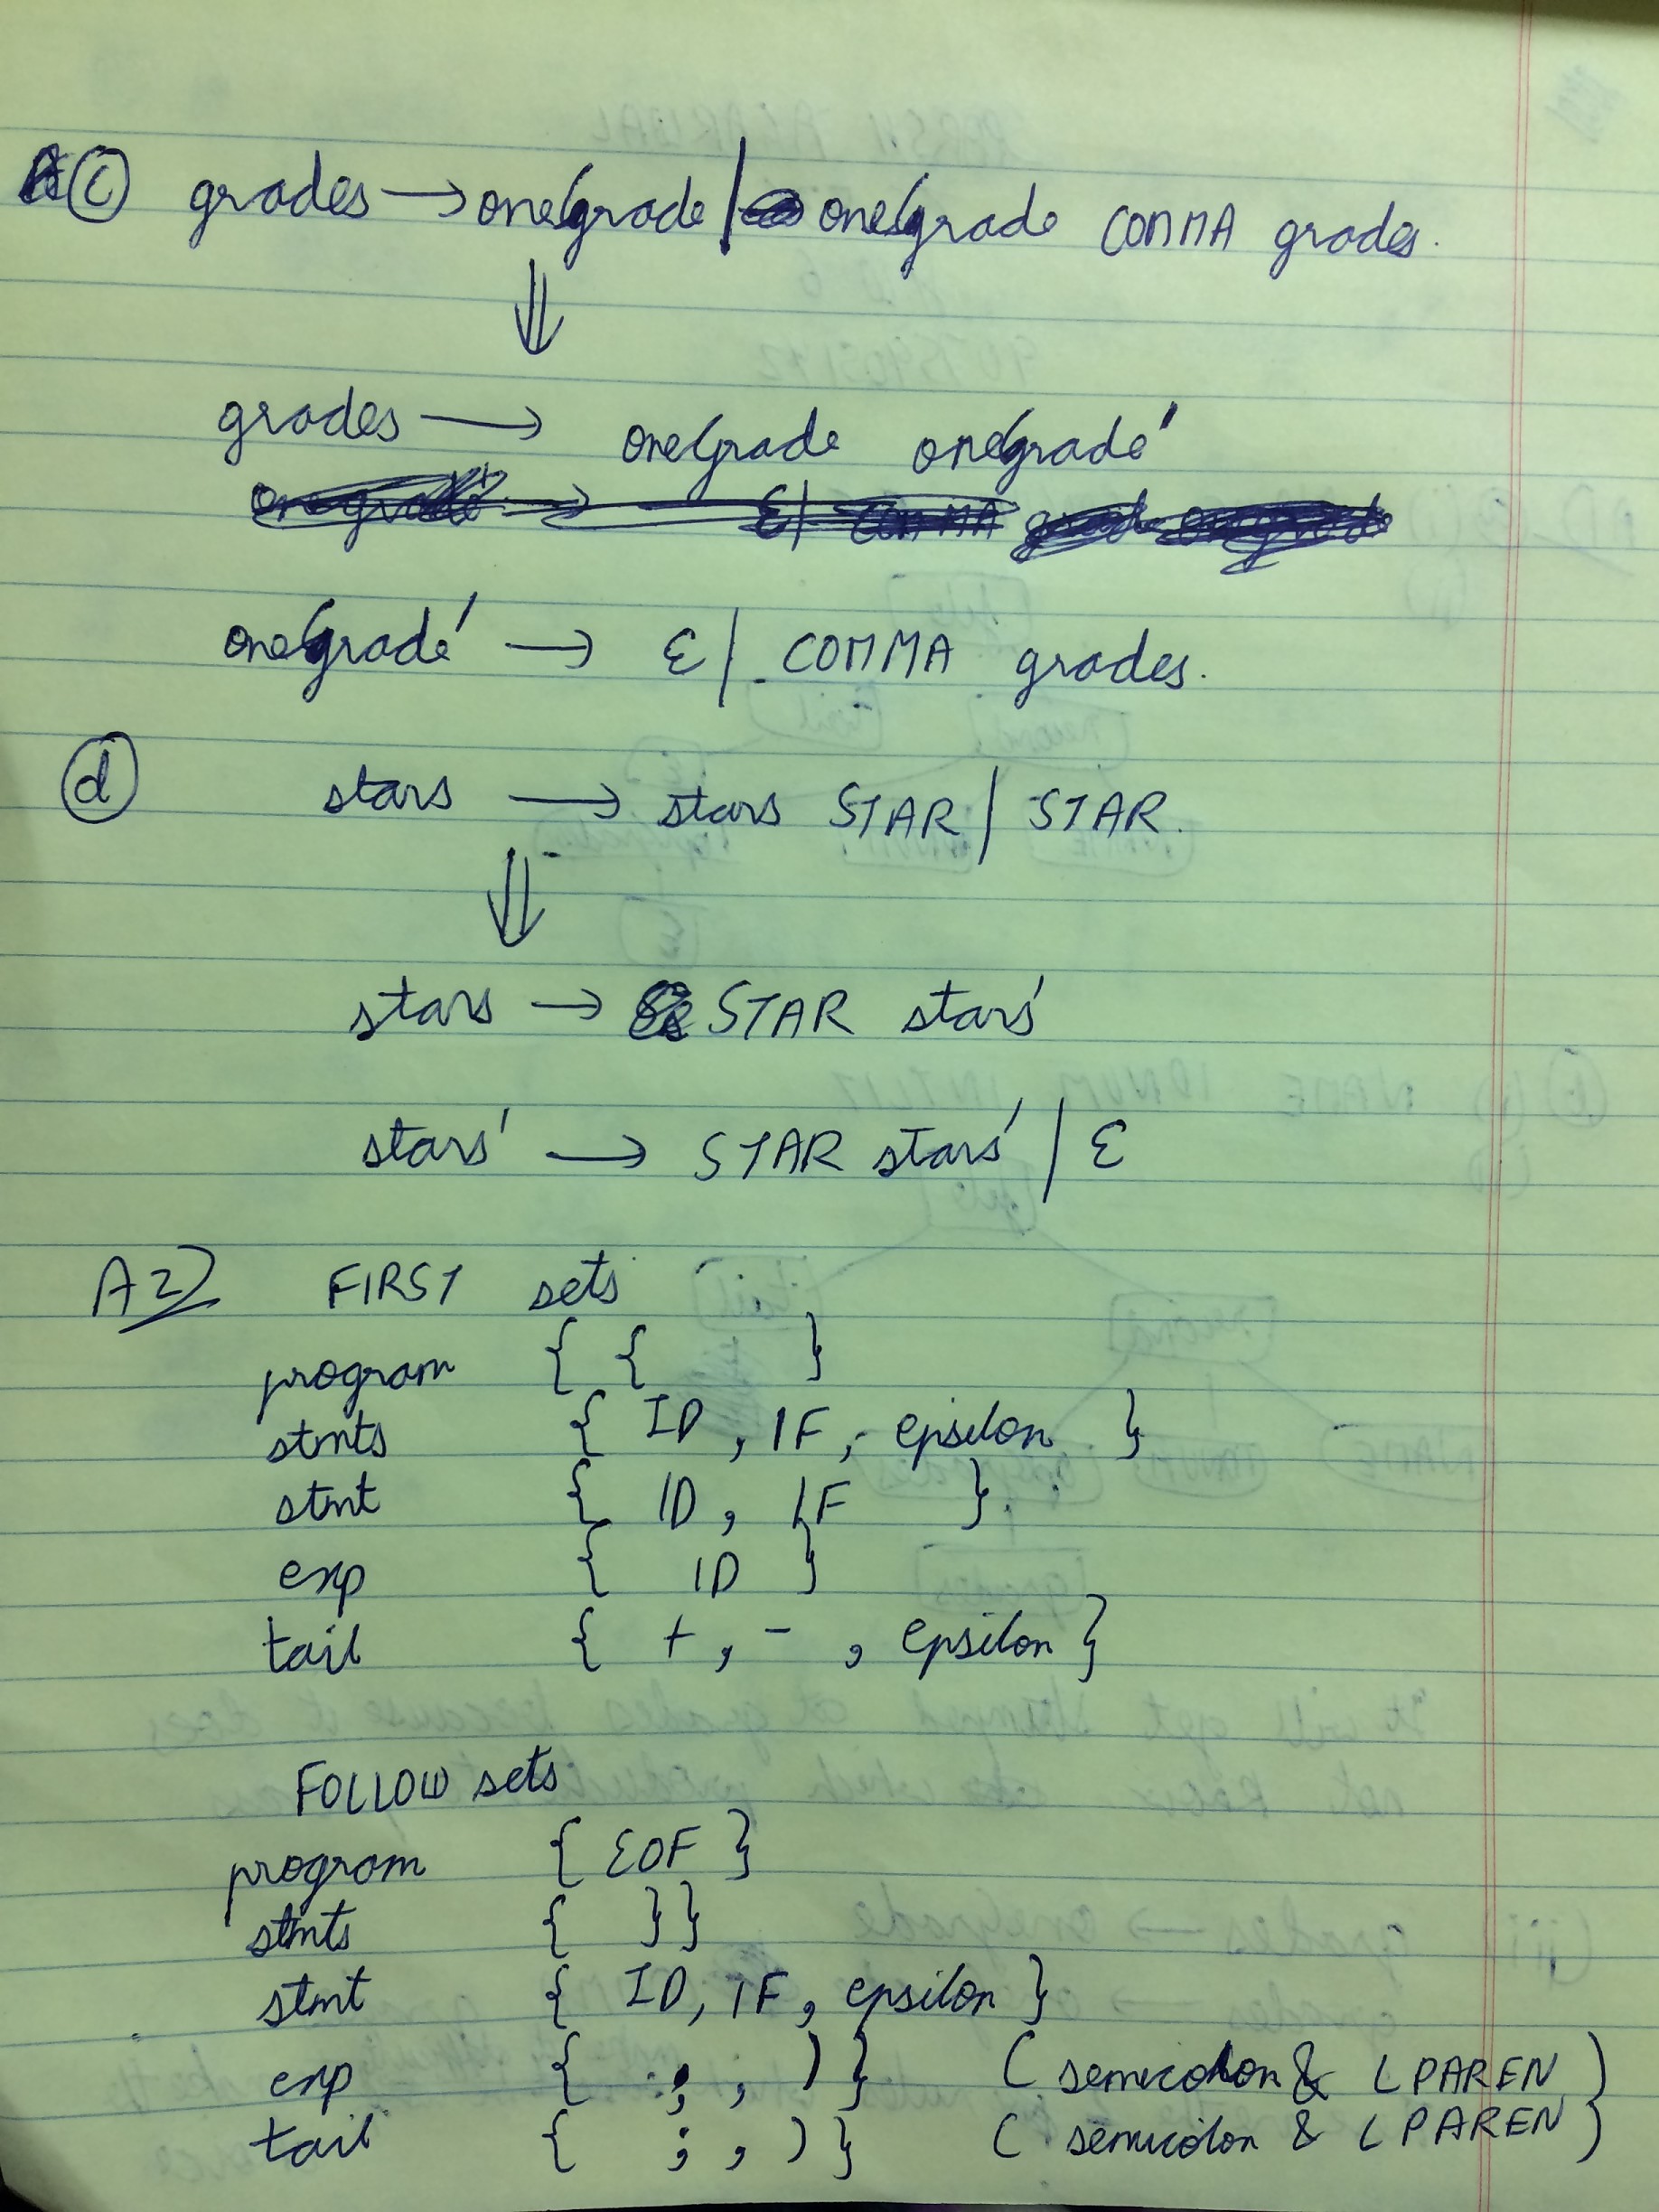 (c) grades → oneGrade | oneGrade COMMA grades.
⇓
grades → oneGrade oneGrade'
oneGrade' → ε | COMMA grades.
(d) stars → stars STAR | STAR.
⇓
stars → STAR stars'
stars' → STAR stars' | ε
A2) FIRST sets
program { { }
stmts { ID, IF, epsilon }
stmt { ID, IF }
exp { ID }
tail { +, -, epsilon }
FOLLOW sets
program { EOF }
stmts { } }
stmt { ID, IF, epsilon }
exp { ; , ) } (semicolon & LPAREN)
tail { ; , ) } (semicolon & LPAREN)